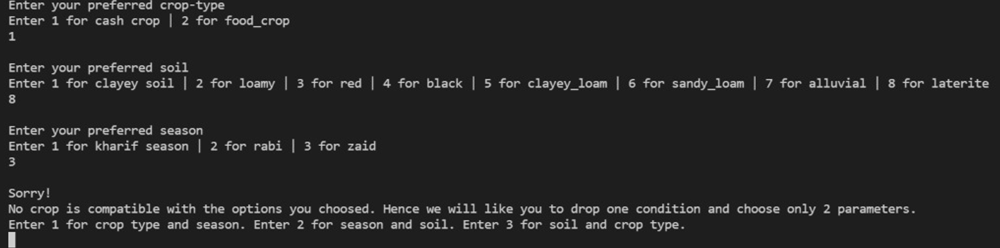 Enter your preferred crop-type
Enter 1 for cash crop | 2 for food_crop
1
Enter your preferred soil
Enter 1 for clayey soil | 2 for loamy | 3 for red | 4 for black | 5 for clayey_loam | 6 for sandy_loam | 7 for alluvial | 8 for laterite
8
Enter your preferred season
Enter 1 for kharif season | 2 for rabi | 3 for zaid
3
Sorry!
No crop is compatible with the options you choosed. Hence we will like you to drop one condition and choose only 2 parameters.
Enter 1 for crop type and season. Enter 2 for season and soil. Enter 3 for soil and crop type.